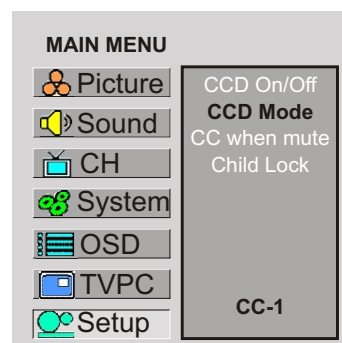 MAIN MENU
Picture
Sound
CH
System
OSD
TVPC
Setup
CCD On/Off
CCD Mode
CC when mute
Child Lock
CC-1